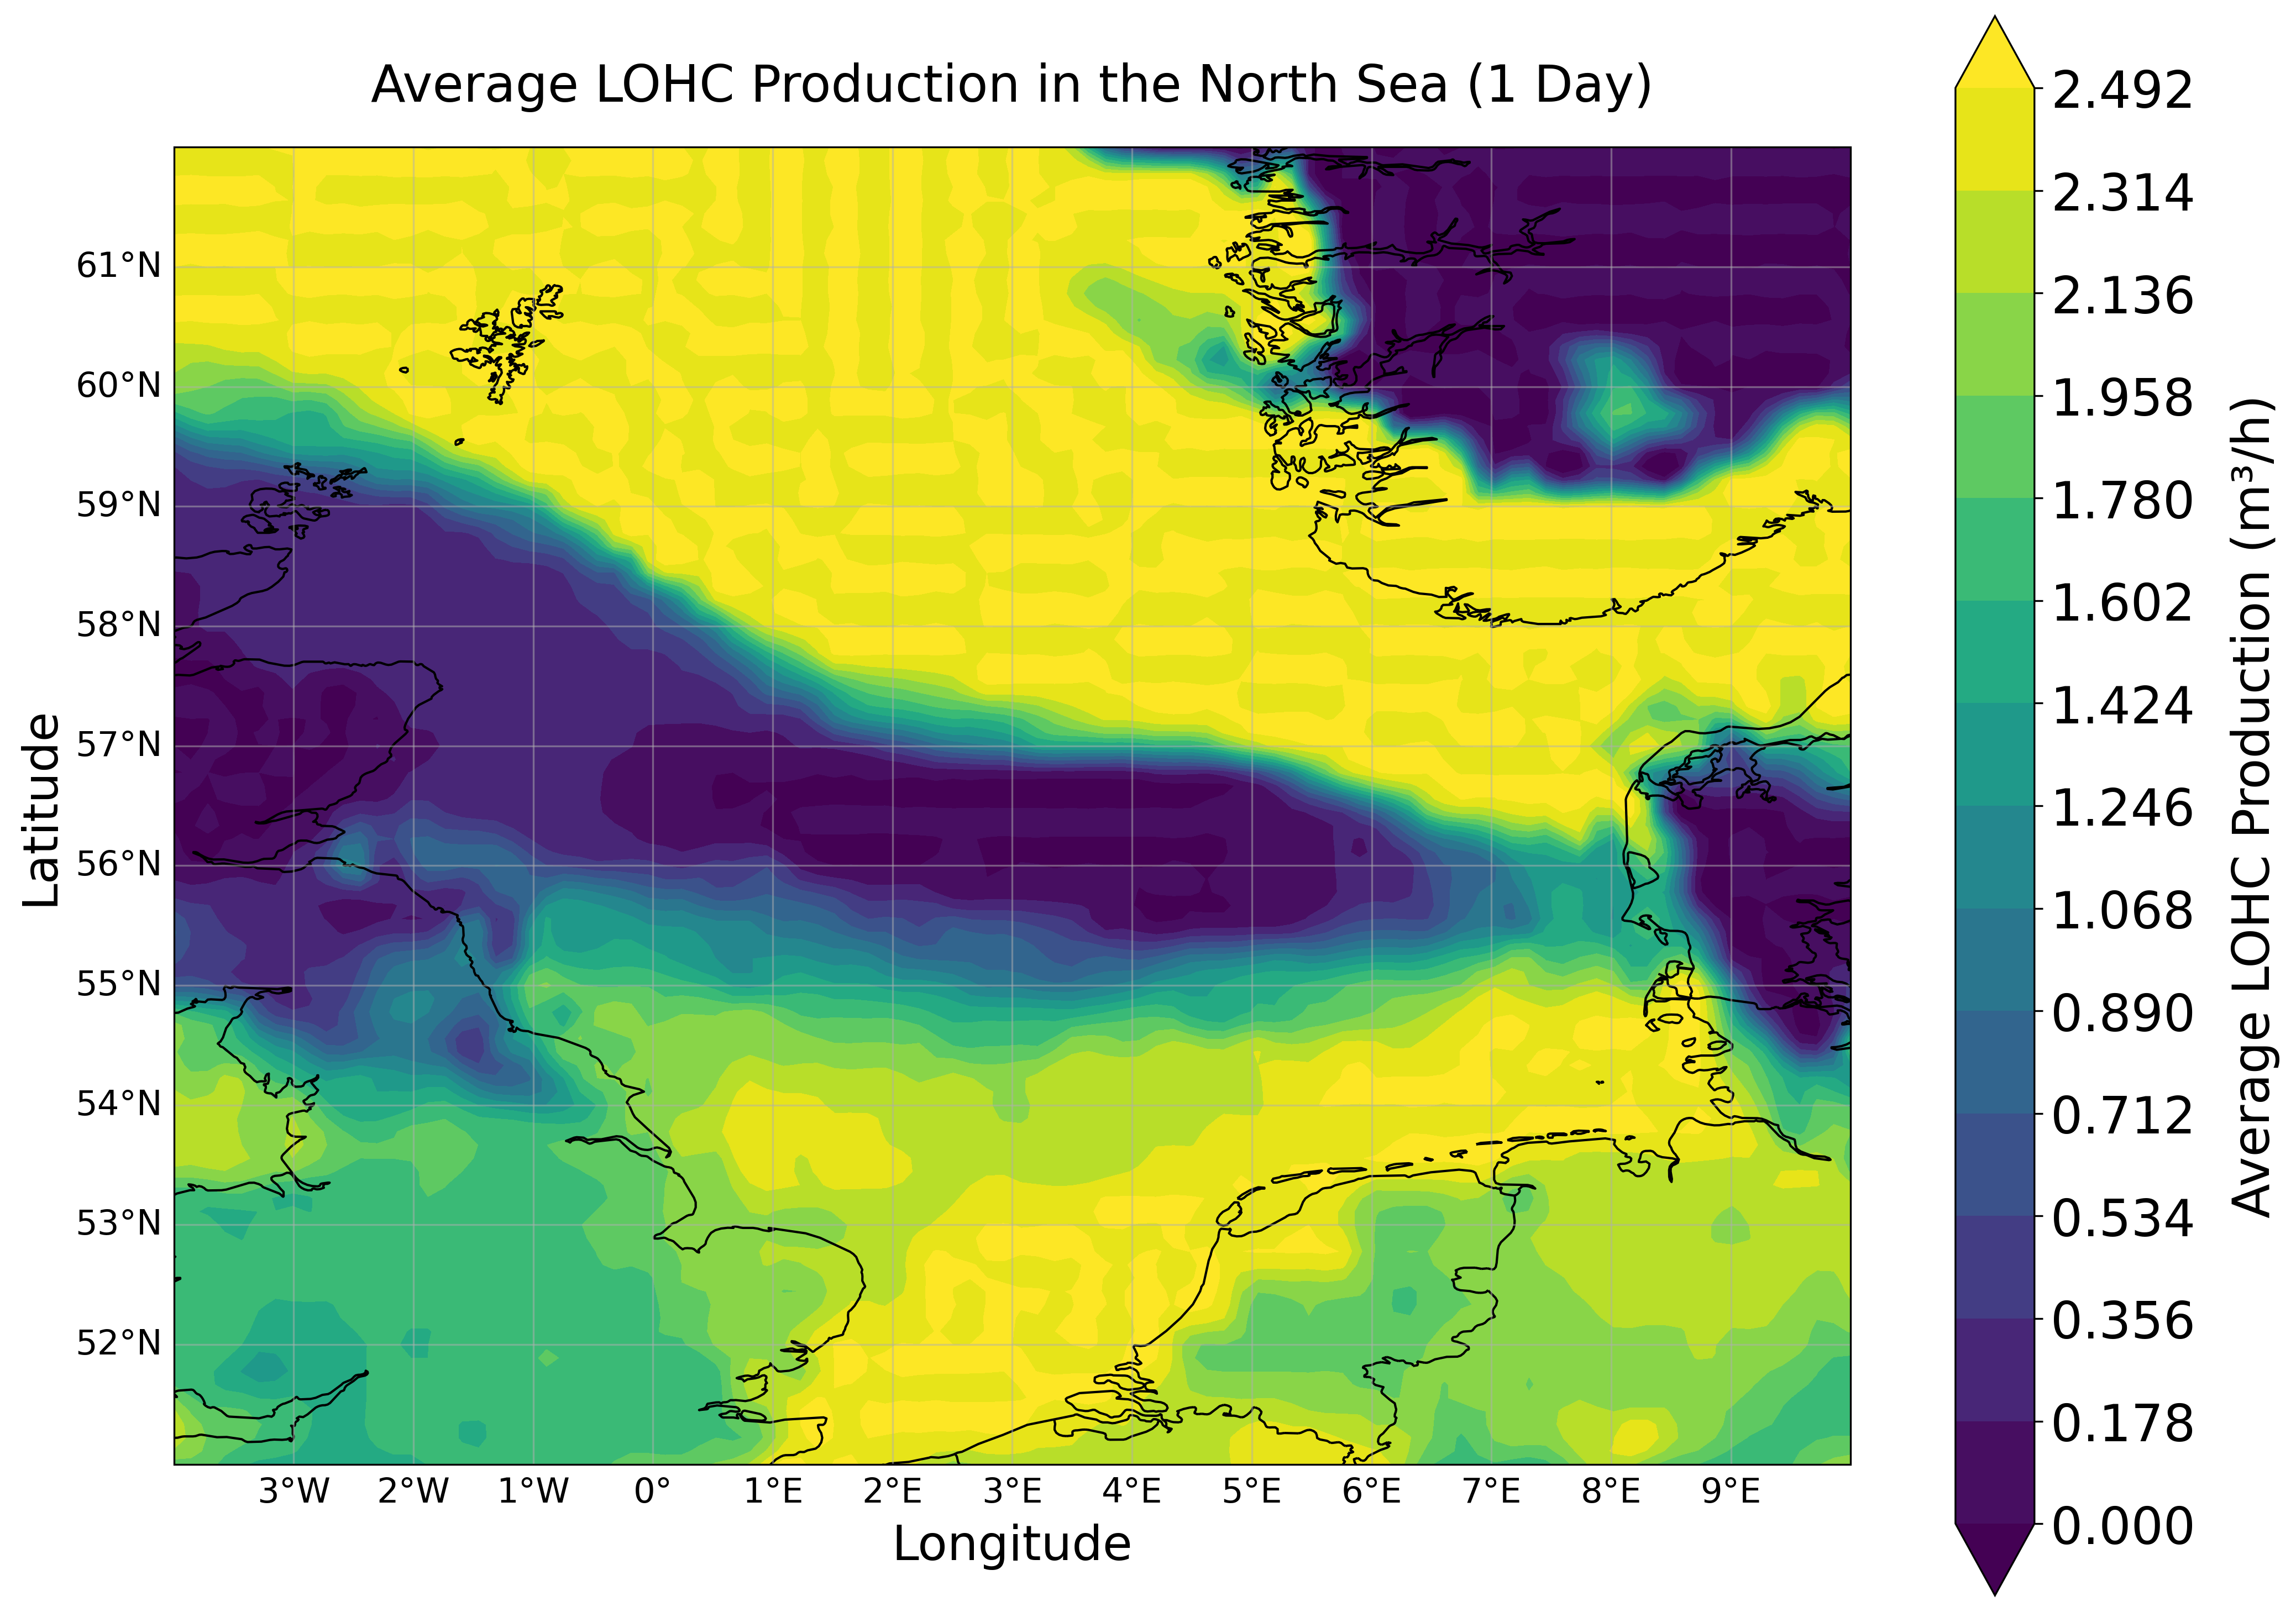 Average LOHC Production in the North Sea (1 Day)
61°N
60°N
59°N
58°N
57°N
56°N
55°N
54°N
53°N
52°N
Latitude
3°W 2°W 1°W 0° 1°E 2°E 3°E 4°E 5°E 6°E 7°E 8°E 9°E
Longitude
2.492
2.314
2.136
1.958
1.780
1.602
1.424
1.246
1.068
0.890
0.712
0.534
0.356
0.178
0.000
Average LOHC Production (m³/h)